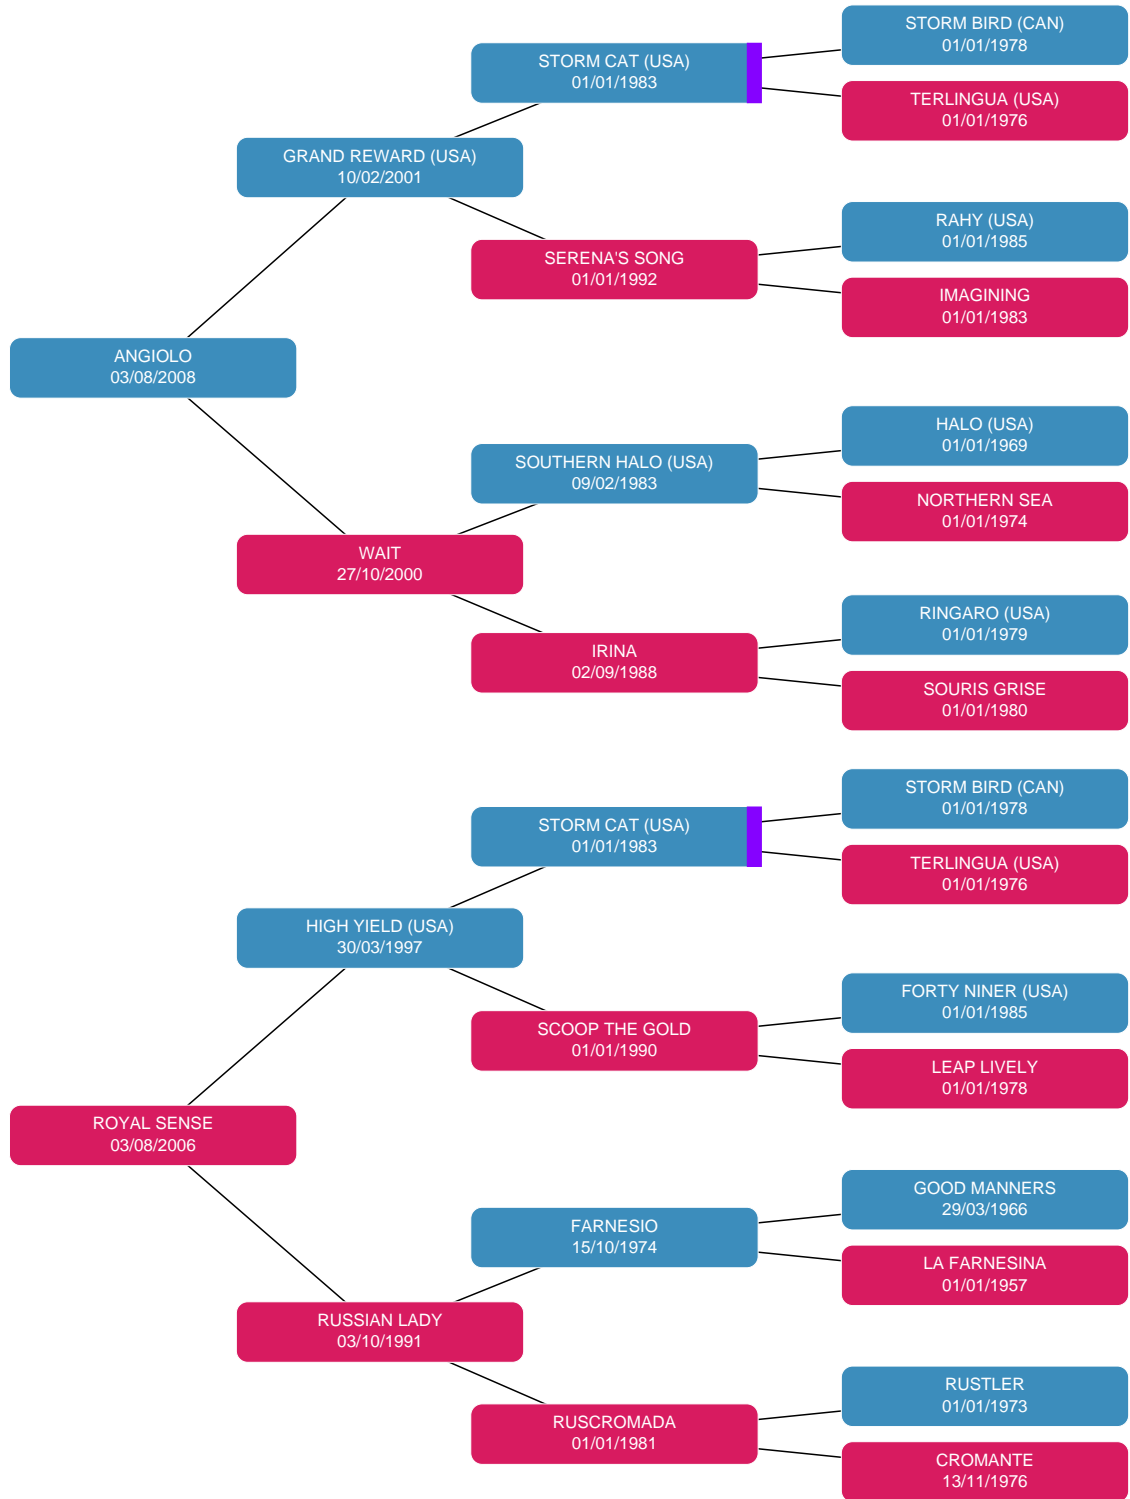 STORM BIRD (CAN)
01/01/1978
STORM CAT (USA)
01/01/1983
TERLINGUA (USA)
01/01/1976
GRAND REWARD (USA)
10/02/2001
RAHY (USA)
01/01/1985
SERENA'S SONG
01/01/1992
IMAGINING
01/01/1983
ANGIOLO
03/08/2008
HALO (USA)
01/01/1969
SOUTHERN HALO (USA)
09/02/1983
NORTHERN SEA
01/01/1974
WAIT
27/10/2000
RINGARO (USA)
01/01/1979
IRINA
02/09/1988
SOURIS GRISE
01/01/1980
STORM BIRD (CAN)
01/01/1978
STORM CAT (USA)
01/01/1983
TERLINGUA (USA)
01/01/1976
HIGH YIELD (USA)
30/03/1997
FORTY NINER (USA)
01/01/1985
SCOOP THE GOLD
01/01/1990
LEAP LIVELY
01/01/1978
ROYAL SENSE
03/08/2006
GOOD MANNERS
29/03/1966
FARNESIO
15/10/1974
LA FARNESINA
01/01/1957
RUSSIAN LADY
03/10/1991
RUSTLER
01/01/1973
RUSCROMADA
01/01/1981
CROMANTE
13/11/1976